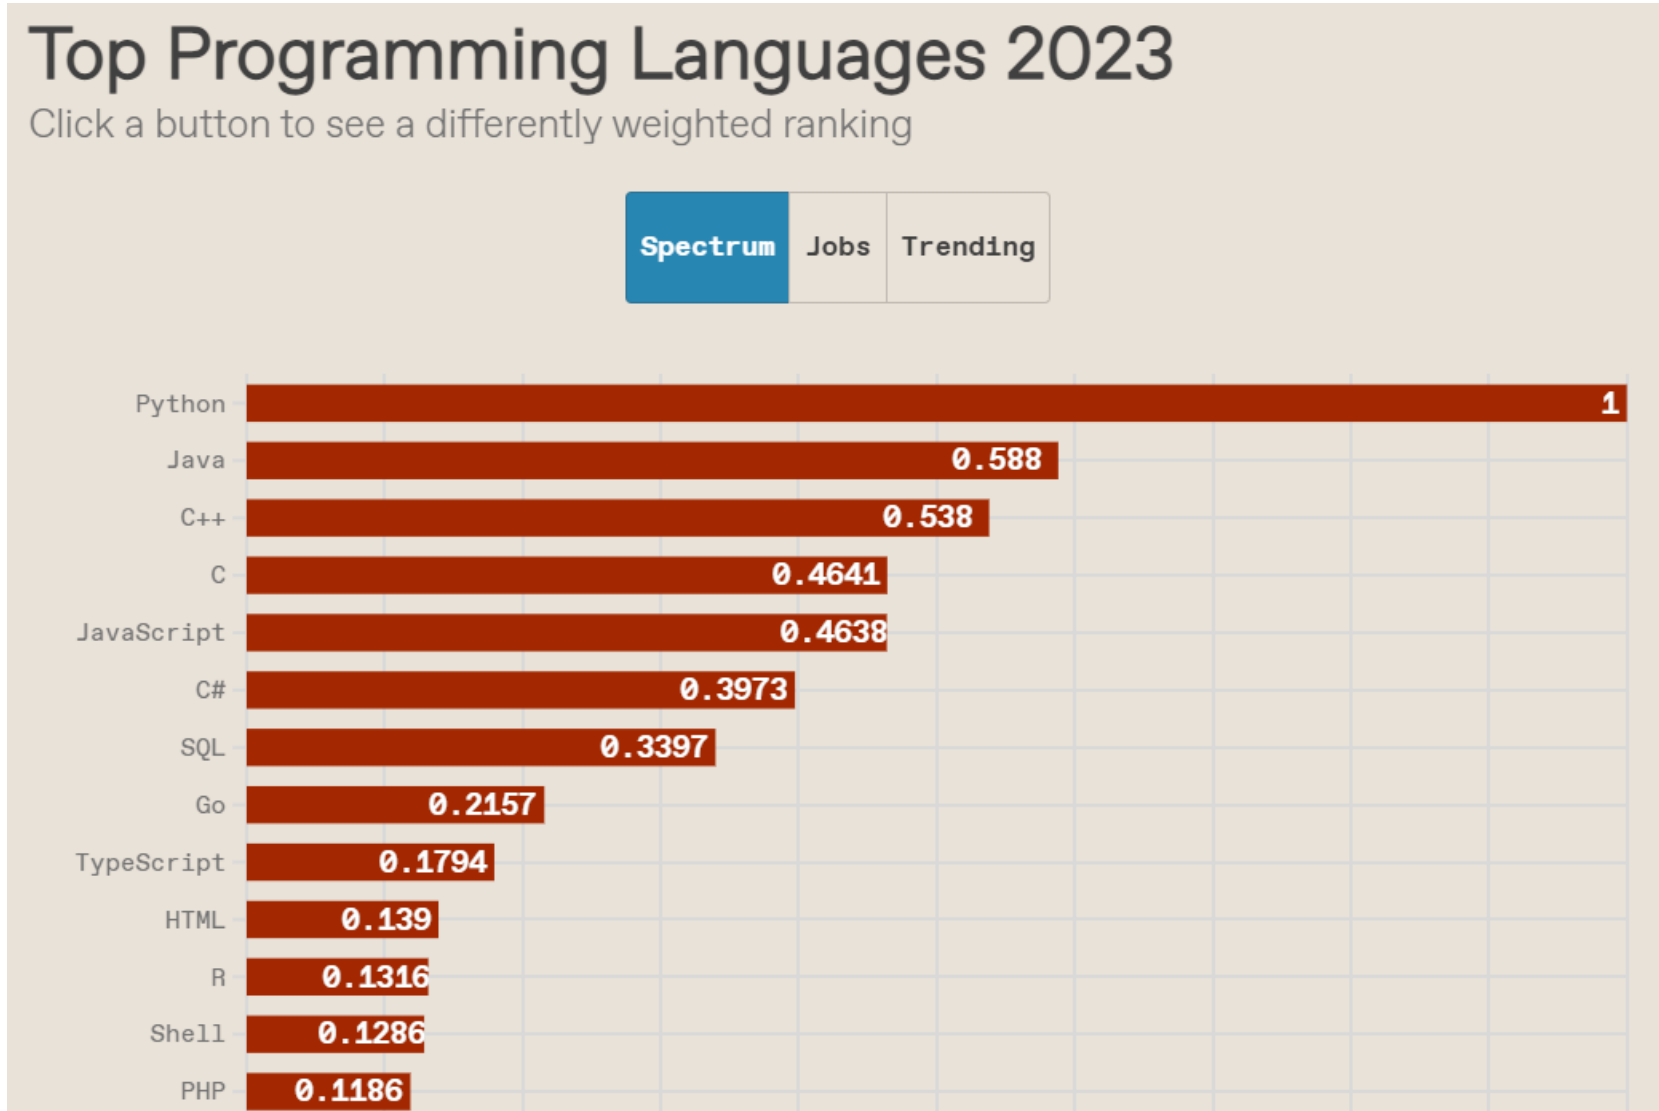 Top Programming Languages 2023
Click a button to see a differently weighted ranking
Spectrum Jobs Trending
Python 1
Java 0.588
C++ 0.538
C 0.4641
JavaScript 0.4638
C# 0.3973
SQL 0.3397
Go 0.2157
TypeScript 0.1794
HTML 0.139
R 0.1316
Shell 0.1286
PHP 0.1186